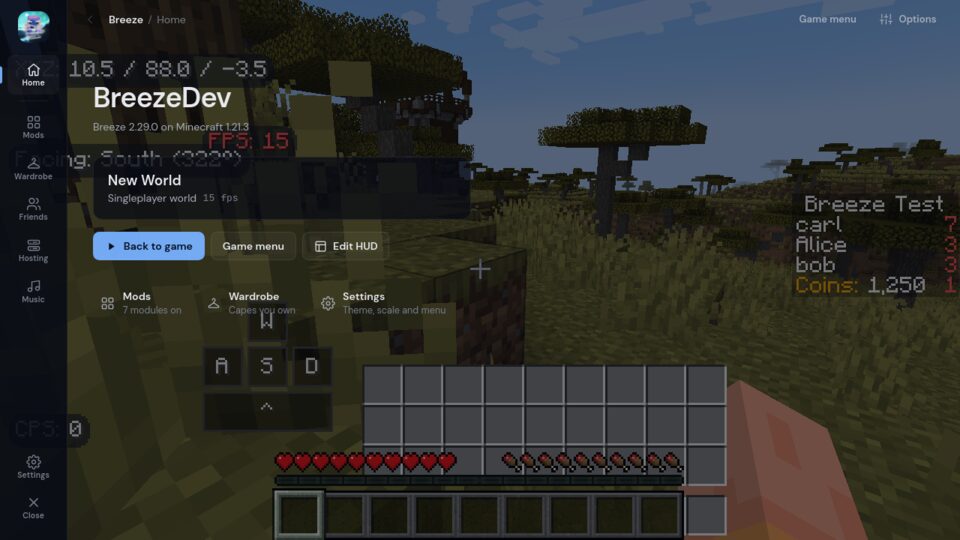 Breeze / Home
Game menu
Options
10.5 / 88.0 / -3.5
Home
BreezeDev
Breeze 2.29.0 on Minecraft 1.21.3
FPS: 15
Mods
Facing: South (322°)
Wardrobe
New World
Singleplayer world 15 fps
Friends
Breeze Test
carl 7
Alice 3
bob 3
Coins: 1,250 1
Hosting
Back to game
Game menu
Edit HUD
Music
Mods
7 modules on
Wardrobe
Capes you own
Settings
Theme, scale and menu
W
A
S
D
^
CPS: 0
Settings
Close